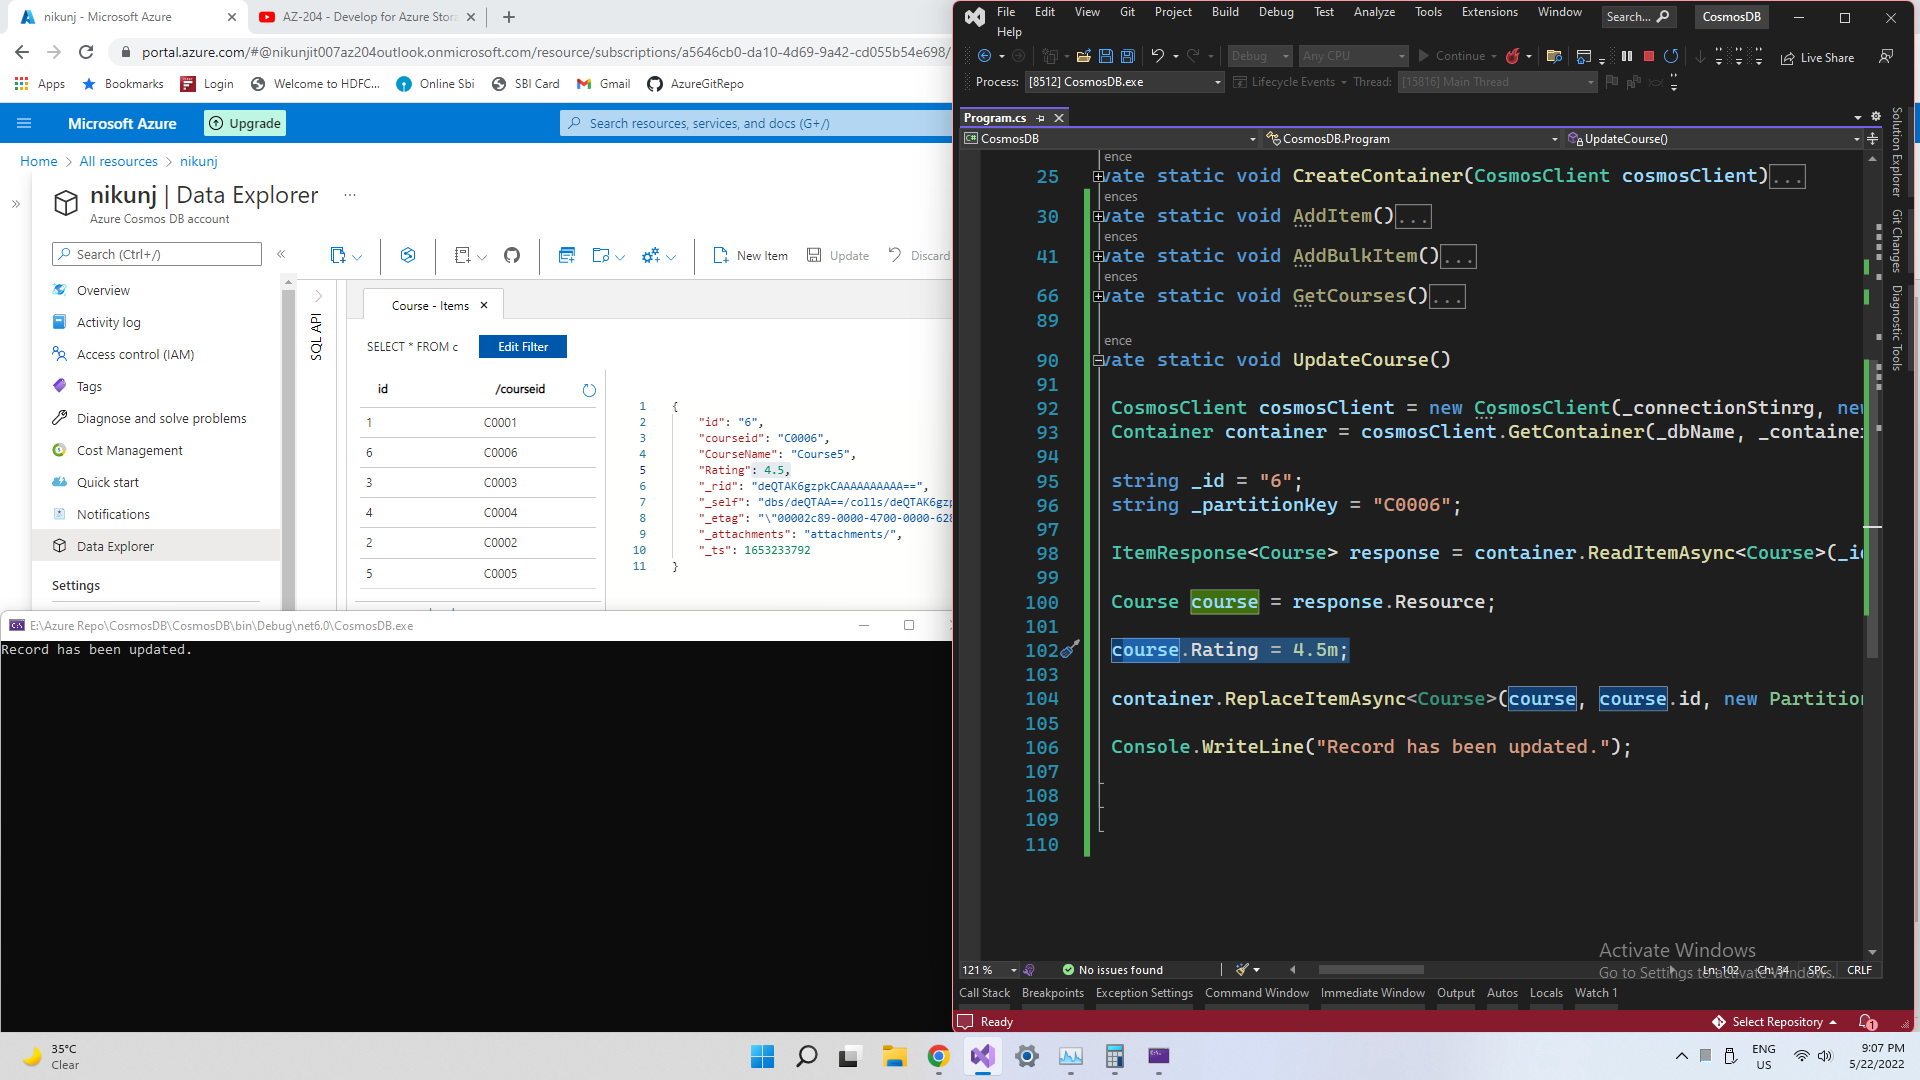 nikunj - Microsoft Azure
AZ-204 - Develop for Azure Stora
portal.azure.com/#@nikunjit007az204outlook.onmicrosoft.com/resource/subscriptions/a5646cb0-da10-4d69-9a42-cd055b54e698/
Apps
Bookmarks
Login
Welcome to HDFC...
Online Sbi
SBI Card
Gmail
AzureGitRepo
Microsoft Azure
Upgrade
Search resources, services, and docs (G+/)
Home > All resources > nikunj
nikunj | Data Explorer ...
Azure Cosmos DB account
Search (Ctrl+/)
Overview
Activity log
Access control (IAM)
Tags
Diagnose and solve problems
Cost Management
Quick start
Notifications
Data Explorer
Settings
New Item
Update
Discard
SQL API
Course - Items
SELECT * FROM c
Edit Filter
id /courseid
1 C0001
6 C0006
3 C0003
4 C0004
2 C0002
5 C0005
1 {
2 "id": "6",
3 "courseid": "C0006",
4 "CourseName": "Course5",
5 "Rating": 4.5,
6 "_rid": "deQTAK6gzpkCAAAAAAAAAA==",
7 "_self": "dbs/deQTAA==/colls/deQTAK6gzp
8 "_etag": "\"00002c89-0000-4700-0000-628
9 "_attachments": "attachments/",
10 "_ts": 1653233792
11 }
E:\Azure Repo\CosmosDB\CosmosDB\bin\Debug\net6.0\CosmosDB.exe
Record has been updated.
File Edit View Git Project Build Debug Test Analyze Tools Extensions Window
Help
Search...
CosmosDB
Debug
Any CPU
Continue
Live Share
Process: [8512] CosmosDB.exe
Lifecycle Events
Thread: [15816] Main Thread
Program.cs
CosmosDB
CosmosDB.Program
UpdateCourse()
Solution Explorer
Git Changes
Diagnostic Tools
ence
25 vate static void CreateContainer(CosmosClient cosmosClient)...
ences
30 vate static void AddItem()...
ences
41 vate static void AddBulkItem()...
ences
66 vate static void GetCourses()...
89
ence
90 vate static void UpdateCourse()
91
92 CosmosClient cosmosClient = new CosmosClient(_connectionStinrg, new
93 Container container = cosmosClient.GetContainer(_dbName, _containe
94
95 string _id = "6";
96 string _partitionKey = "C0006";
97
98 ItemResponse<Course> response = container.ReadItemAsync<Course>(_i
99
100 Course course = response.Resource;
101
102 course.Rating = 4.5m;
103
104 container.ReplaceItemAsync<Course>(course, course.id, new Partition
105
106 Console.WriteLine("Record has been updated.");
107
108
109
110
Activate Windows
Go to Settings to activate Windows.
121 %
No issues found
Ln: 102 Ch: 34 SPC CRLF
Call Stack Breakpoints Exception Settings Command Window Immediate Window Output Autos Locals Watch 1
Ready
Select Repository
1
35°C
Clear
ENG
US
9:07 PM
5/22/2022